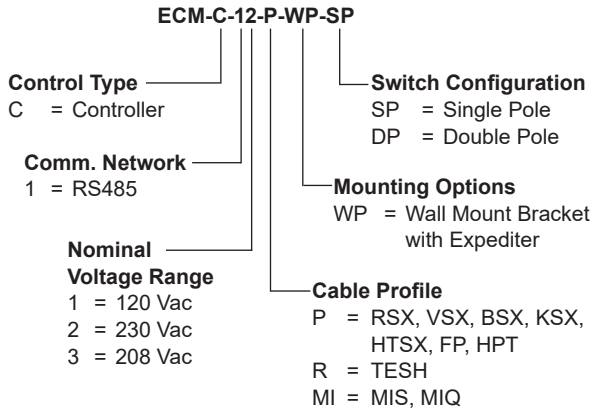 ECM-C-12-P-WP-SP
Control Type
C = Controller
Comm. Network
1 = RS485
Nominal
Voltage Range
1 = 120 Vac
2 = 230 Vac
3 = 208 Vac
Switch Configuration
SP = Single Pole
DP = Double Pole
Mounting Options
WP = Wall Mount Bracket
with Expediter
Cable Profile
P = RSX, VSX, BSX, KSX,
HTSX, FP, HPT
R = TESH
MI = MIS, MIQ